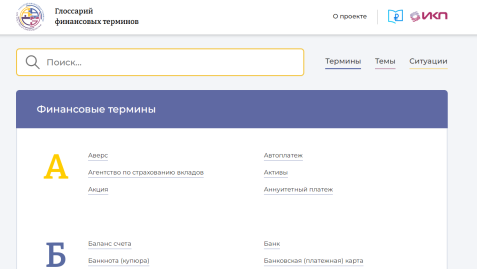 Глоссарий
финансовых терминов
О проекте
ИКП
Поиск...
Термины Темы Ситуации
Финансовые термины
А
Аверс Автоплатеж
Агентство по страхованию вкладов Активы
Акция Аннуитетный платеж
Б
Баланс счета Банк
Банкнота (купюра) Банковская (платежная) карта